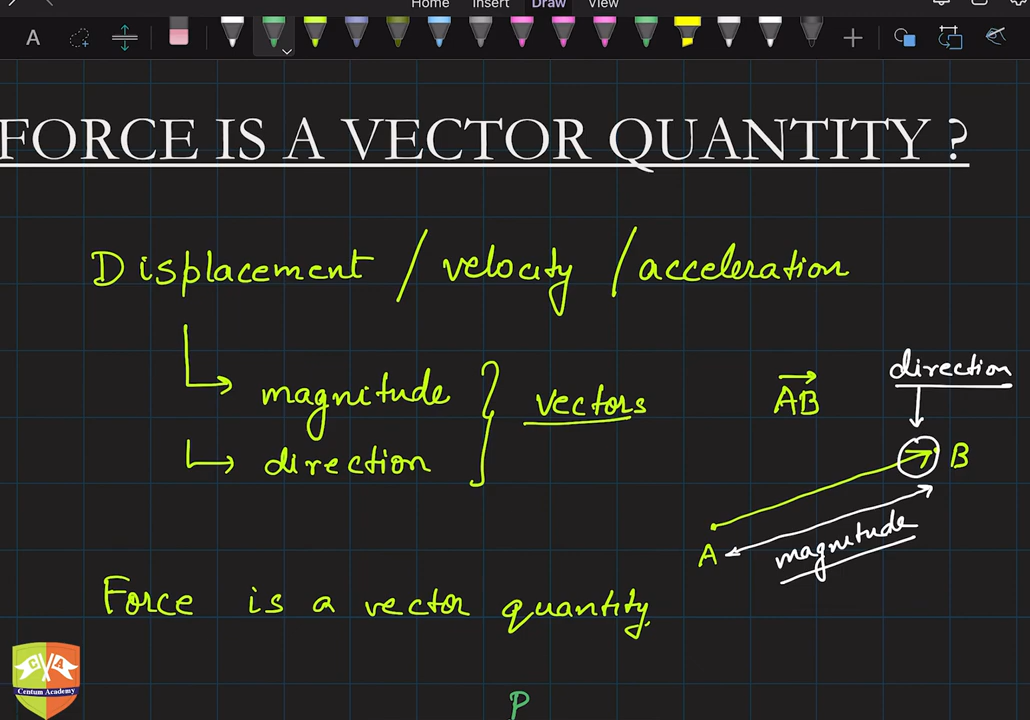 Home Insert Draw View
A
FORCE IS A VECTOR QUANTITY ?
Displacement / velocity / acceleration
magnitude
direction
vectors
AB
direction
B
A
magnitude
Force is a vector quantity.
C A
Centum Academy
P